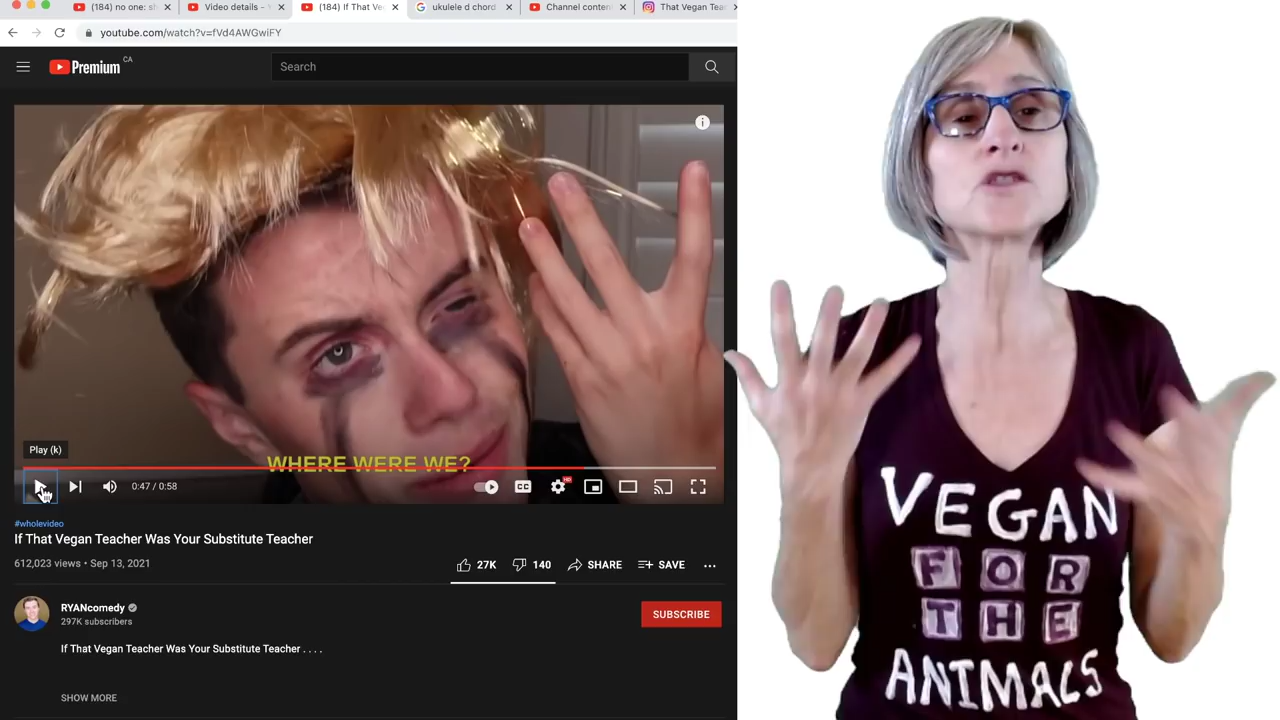 (184) no one: s
Video details -
(184) If That Ve
ukulele d chord
Channel conten
That Vegan Tea
youtube.com/watch?v=fVd4AWGwiFY
Premium CA
Search
Play (k)
WHERE WERE WE?
0:47 / 0:58
CC
HD
#wholevideo
If That Vegan Teacher Was Your Substitute Teacher
612,023 views • Sep 13, 2021
27K
140
SHARE
SAVE
RYANcomedy
297K subscribers
SUBSCRIBE
If That Vegan Teacher Was Your Substitute Teacher . . . .
SHOW MORE
VEGAN
FOR
THE
ANIMALS